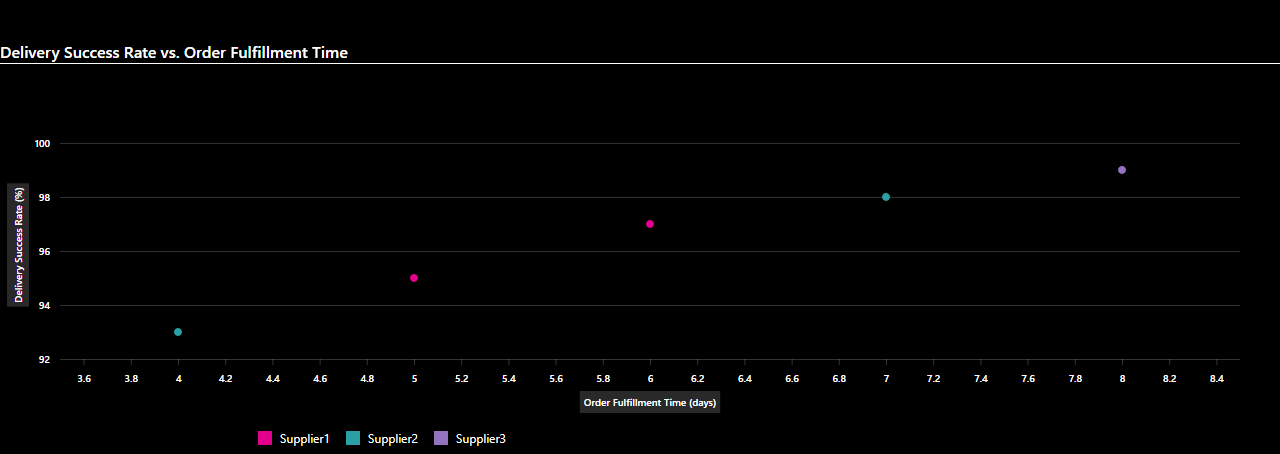 Delivery Success Rate vs. Order Fulfillment Time
100
98
96
94
92
Delivery Success Rate (%)
3.6 3.8 4 4.2 4.4 4.6 4.8 5 5.2 5.4 5.6 5.8 6 6.2 6.4 6.6 6.8 7 7.2 7.4 7.6 7.8 8 8.2 8.4
Order Fulfillment Time (days)
Supplier1 Supplier2 Supplier3